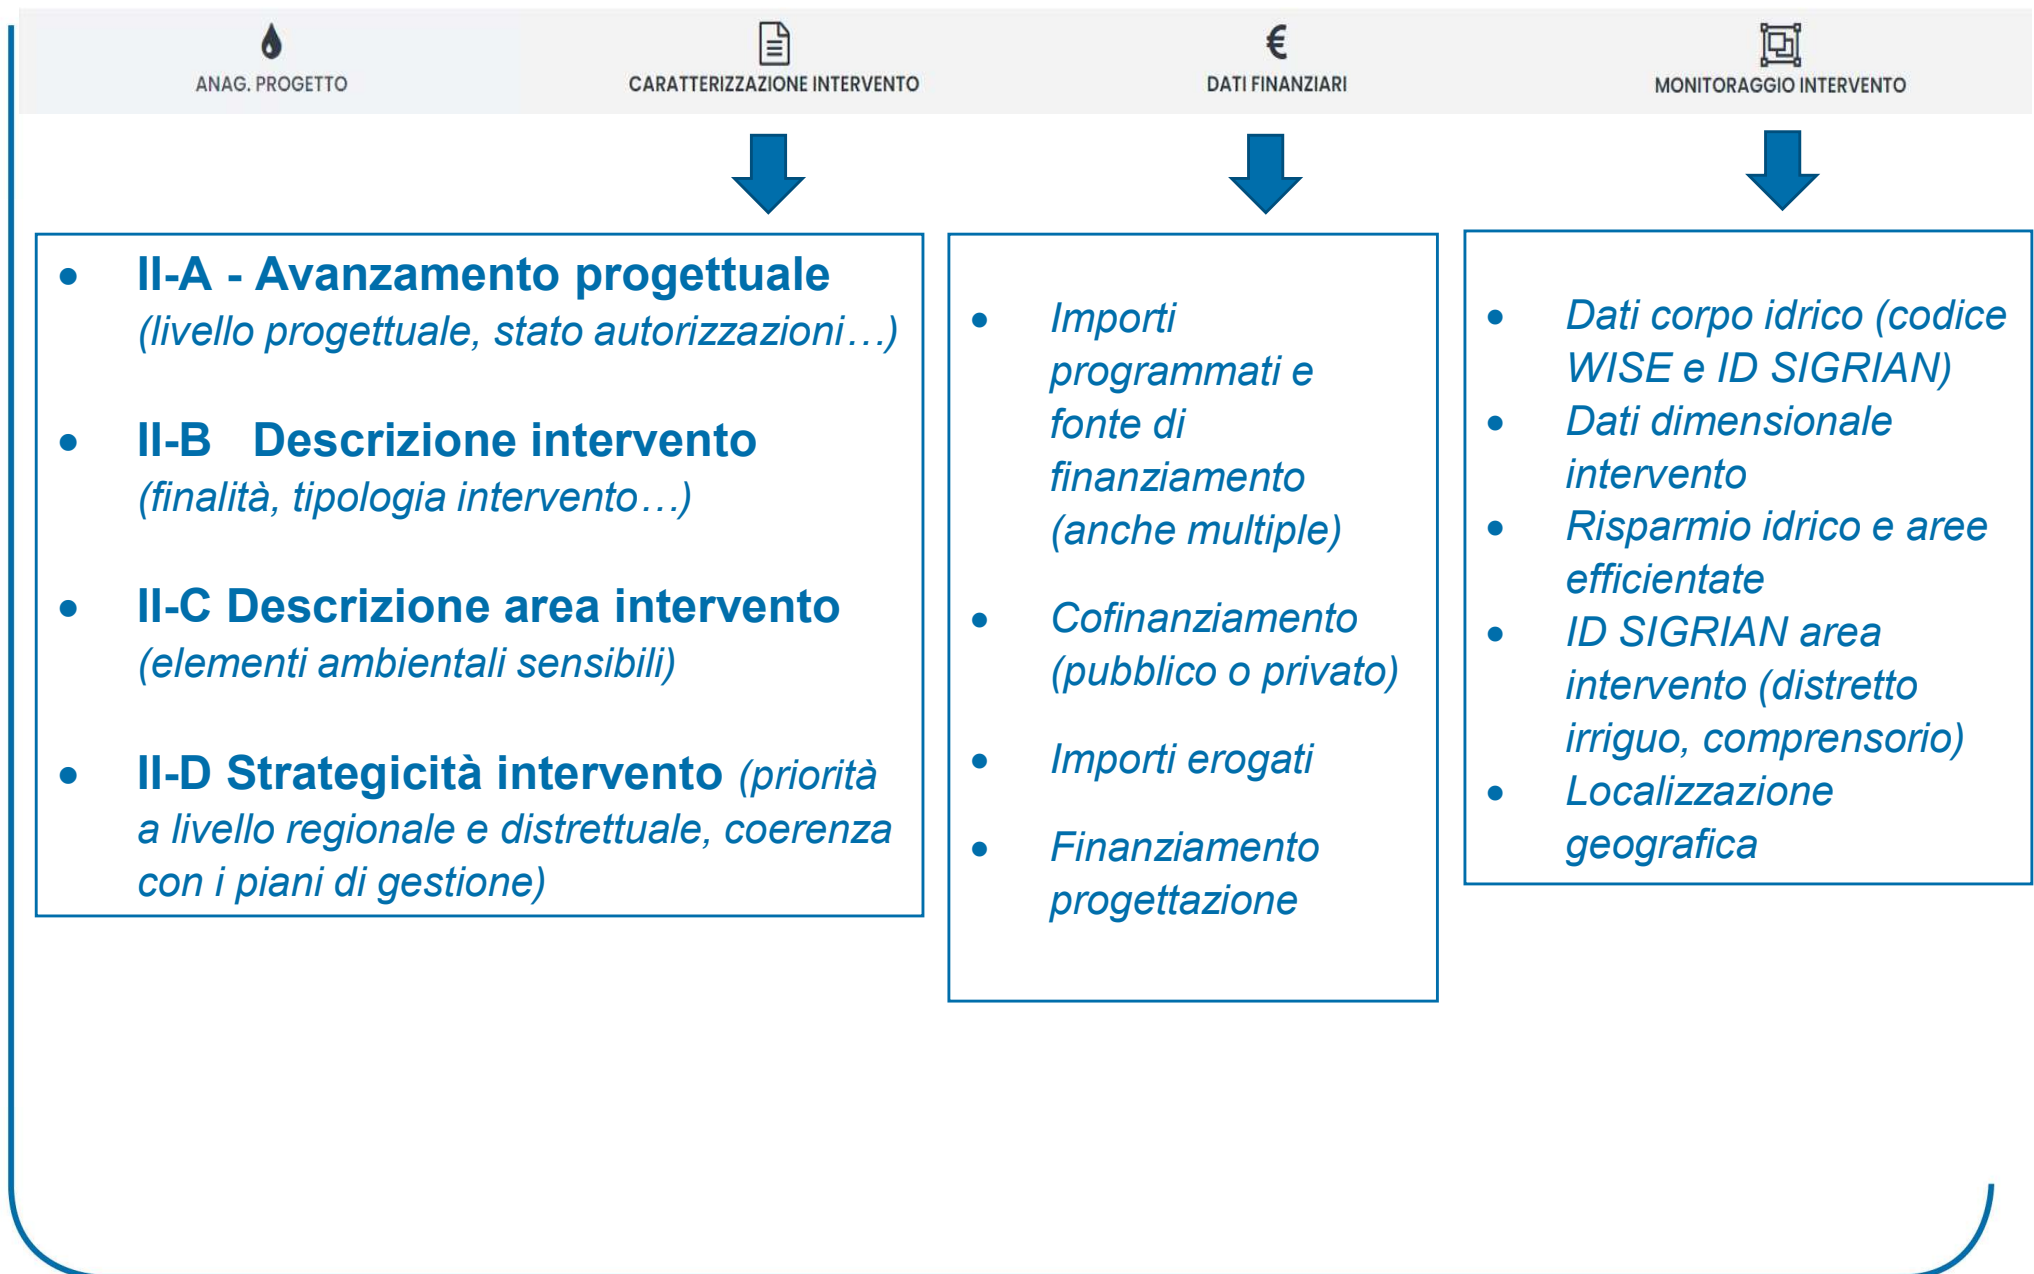 ANAG. PROGETTO
CARATTERIZZAZIONE INTERVENTO
€
DATI FINANZIARI
MONITORAGGIO INTERVENTO
• II-A - Avanzamento progettuale
(livello progettuale, stato autorizzazioni…)
• II-B Descrizione intervento
(finalità, tipologia intervento…)
• II-C Descrizione area intervento
(elementi ambientali sensibili)
• II-D Strategicità intervento (priorità
a livello regionale e distrettuale, coerenza
con i piani di gestione)
• Importi
programmati e
fonte di
finanziamento
(anche multiple)
• Cofinanziamento
(pubblico o privato)
• Importi erogati
• Finanziamento
progettazione
• Dati corpo idrico (codice
WISE e ID SIGRIAN)
• Dati dimensionale
intervento
• Risparmio idrico e aree
efficientate
• ID SIGRIAN area
intervento (distretto
irriguo, comprensorio)
• Localizzazione
geografica